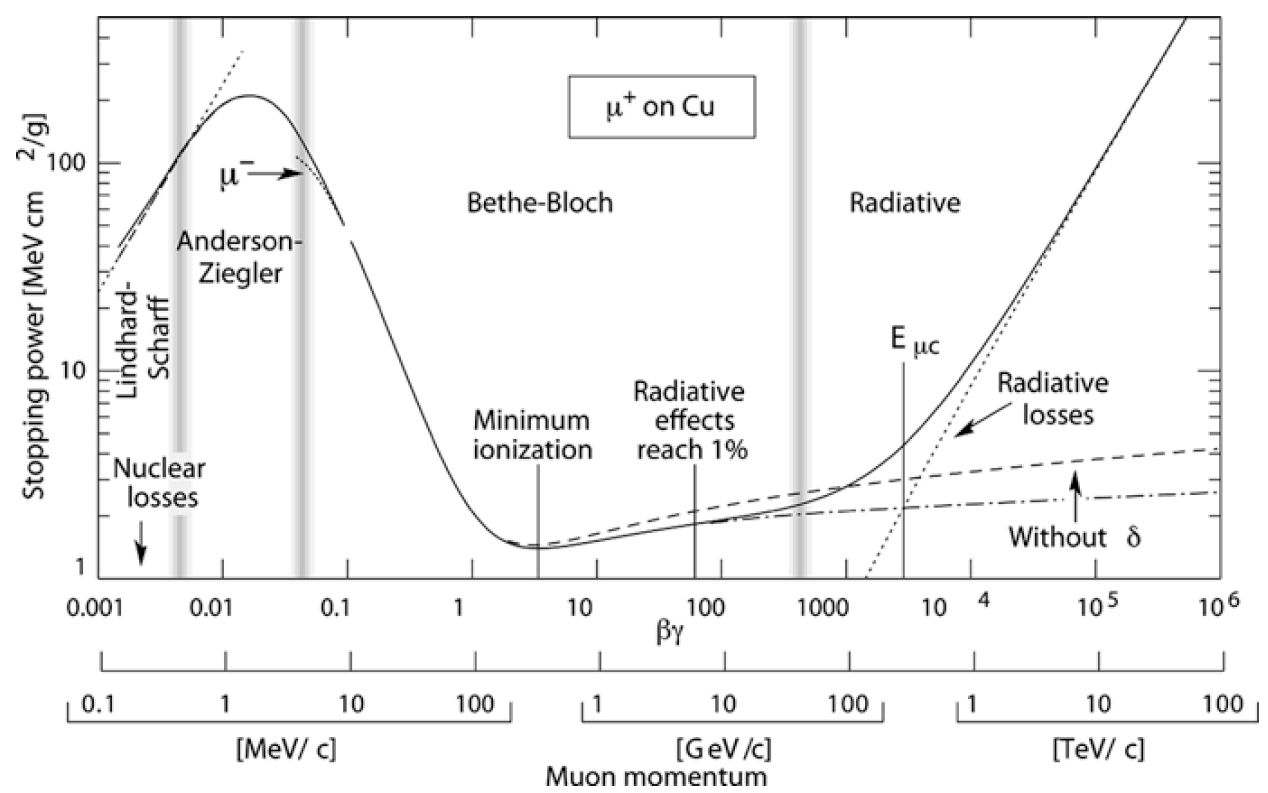 Stopping power [MeV cm 2/g]
100
10
1
μ+ on Cu
μ−
Bethe-Bloch
Radiative
Anderson-
Ziegler
Lindhard-
Scharff
E μc
Radiative
losses
Radiative
effects
reach 1%
Minimum
ionization
Nuclear
losses
Without δ
0.001 0.01 0.1 1 10 100 1000 10 4 10 5 10 6
βγ
0.1 1 10 100 1 10 100 1 10 100
[MeV/ c] [GeV/c] [TeV/ c]
Muon momentum